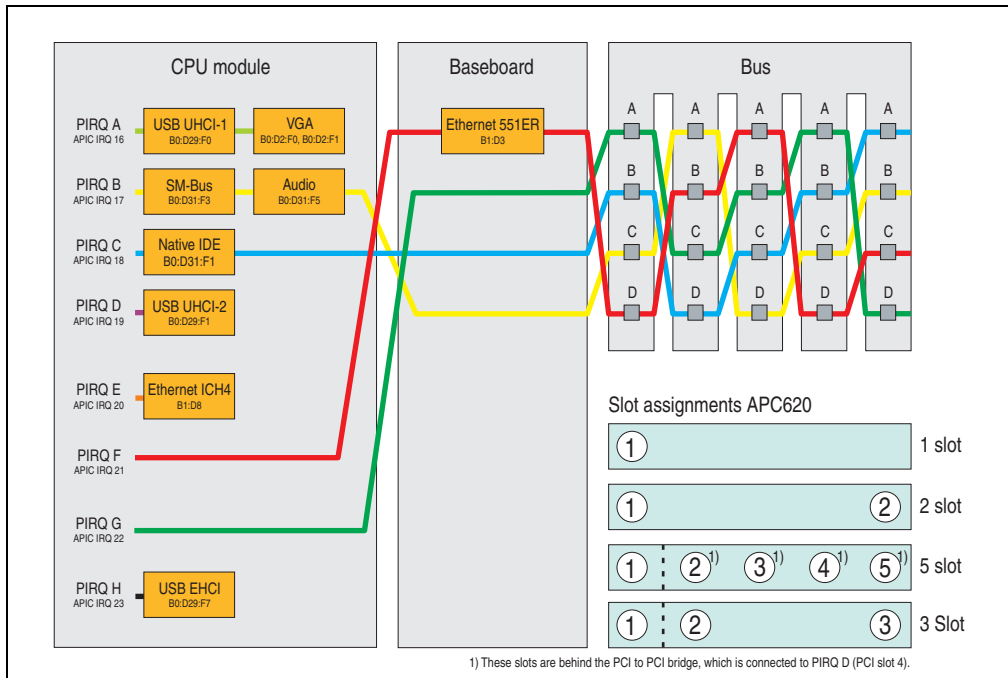 CPU module
Baseboard
Bus
PIRQ A
APIC IRQ 16
USB UHCI-1
B0:D29:F0
VGA
B0:D2:F0, B0:D2:F1
PIRQ B
APIC IRQ 17
SM-Bus
B0:D31:F3
Audio
B0:D31:F5
PIRQ C
APIC IRQ 18
Native IDE
B0:D31:F1
PIRQ D
APIC IRQ 19
USB UHCI-2
B0:D29:F1
PIRQ E
APIC IRQ 20
Ethernet ICH4
B1:D8
PIRQ F
APIC IRQ 21
PIRQ G
APIC IRQ 22
PIRQ H
APIC IRQ 23
USB EHCI
B0:D29:F7
Ethernet 551ER
B1:D3
A A A A A
B B B B B
C C C C C
D D D D D
Slot assignments APC620
1 1 slot
1 2 2 slot
1 2 1) 3 1) 4 1) 5 1) 5 slot
1 2 3 3 Slot
1) These slots are behind the PCI to PCI bridge, which is connected to PIRQ D (PCI slot 4).